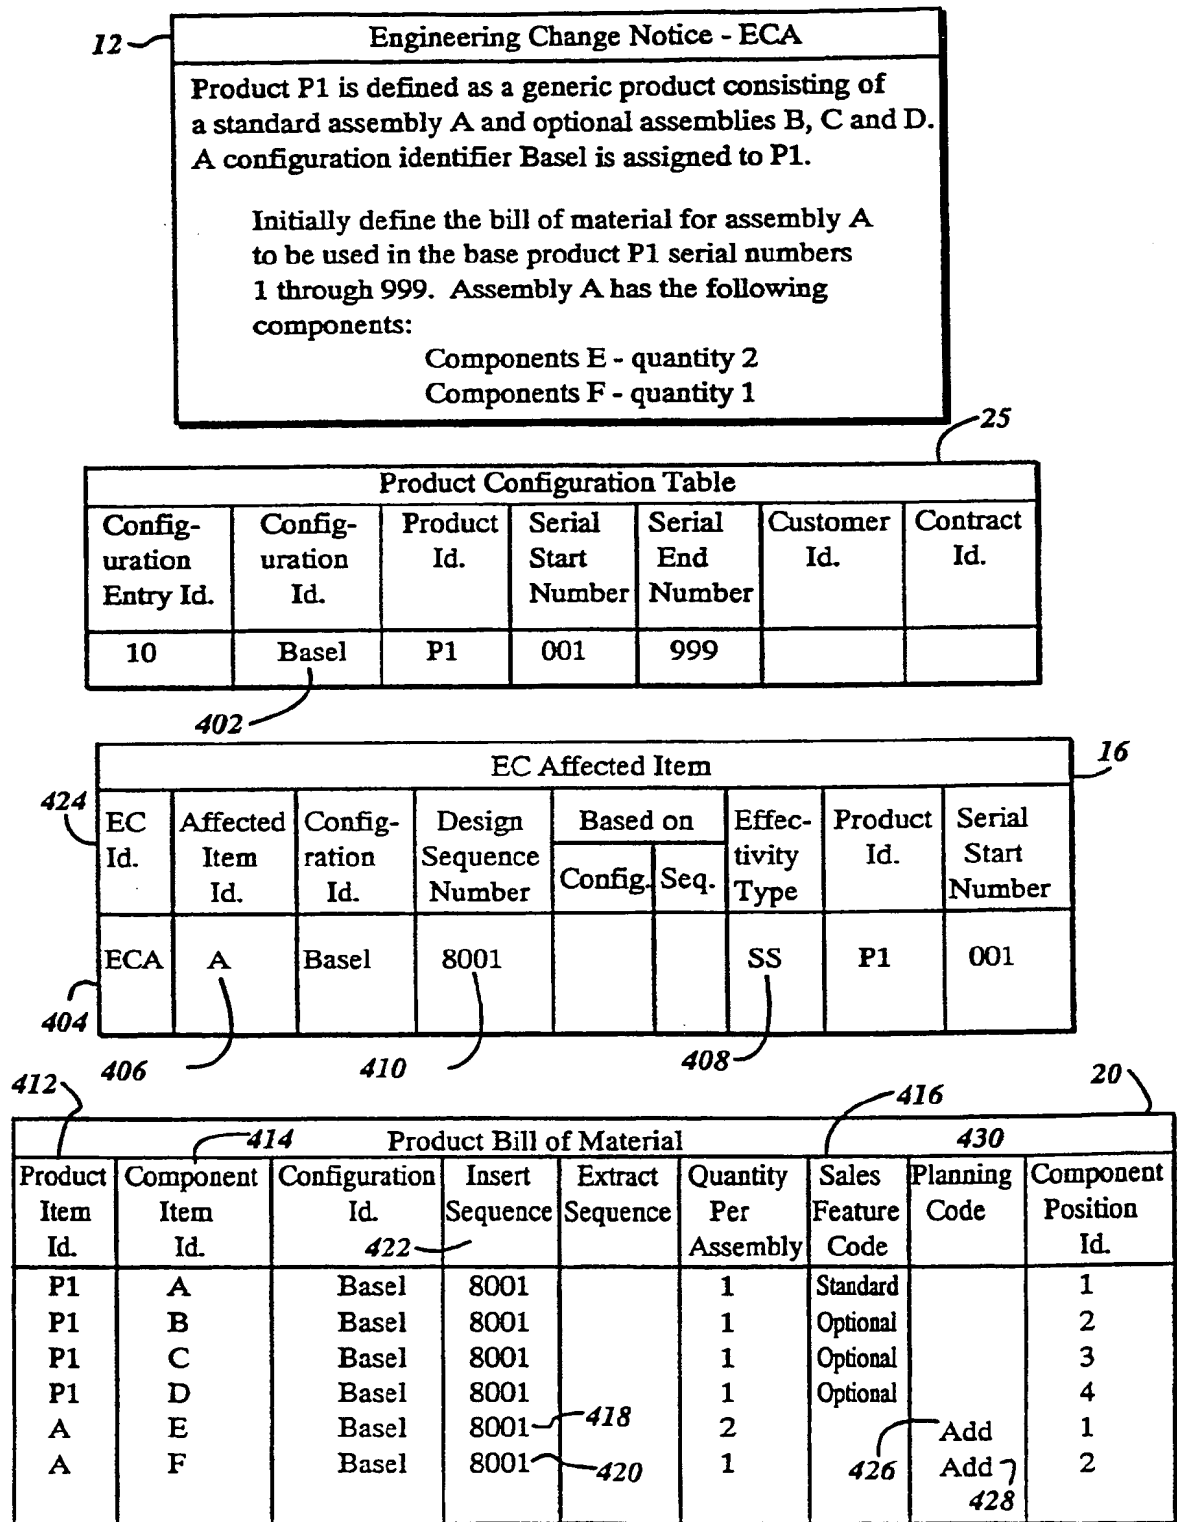 12
Engineering Change Notice - ECA
Product P1 is defined as a generic product consisting of
a standard assembly A and optional assemblies B, C and D.
A configuration identifier Basel is assigned to P1.
Initially define the bill of material for assembly A
to be used in the base product P1 serial numbers
1 through 999. Assembly A has the following
components:
Components E - quantity 2
Components F - quantity 1
25
Product Configuration Table
Config- Config- Product Serial Serial Customer Contract
uration uration Id. Start End Id. Id.
Entry Id. Id. Number Number
10 Basel P1 001 999
402
EC Affected Item 16
424
EC Affected Config- Design Based on Effec- Product Serial
Id. Item ration Sequence tivity Id. Start
Id. Id. Number Config. Seq. Type Number
ECA A Basel 8001 SS P1 001
404
406 410 408
412 416 20
414 Product Bill of Material 430
Product Component Configuration Insert Extract Quantity Sales Planning Component
Item Item Id. Sequence Sequence Per Feature Code Position
Id. Id. 422 Assembly Code Id.
P1 A Basel 8001 1 Standard 1
P1 B Basel 8001 1 Optional 2
P1 C Basel 8001 1 Optional 3
P1 D Basel 8001 1 Optional 4
A E Basel 8001 418 2 Add 1
A F Basel 8001 420 1 426 Add 2
428